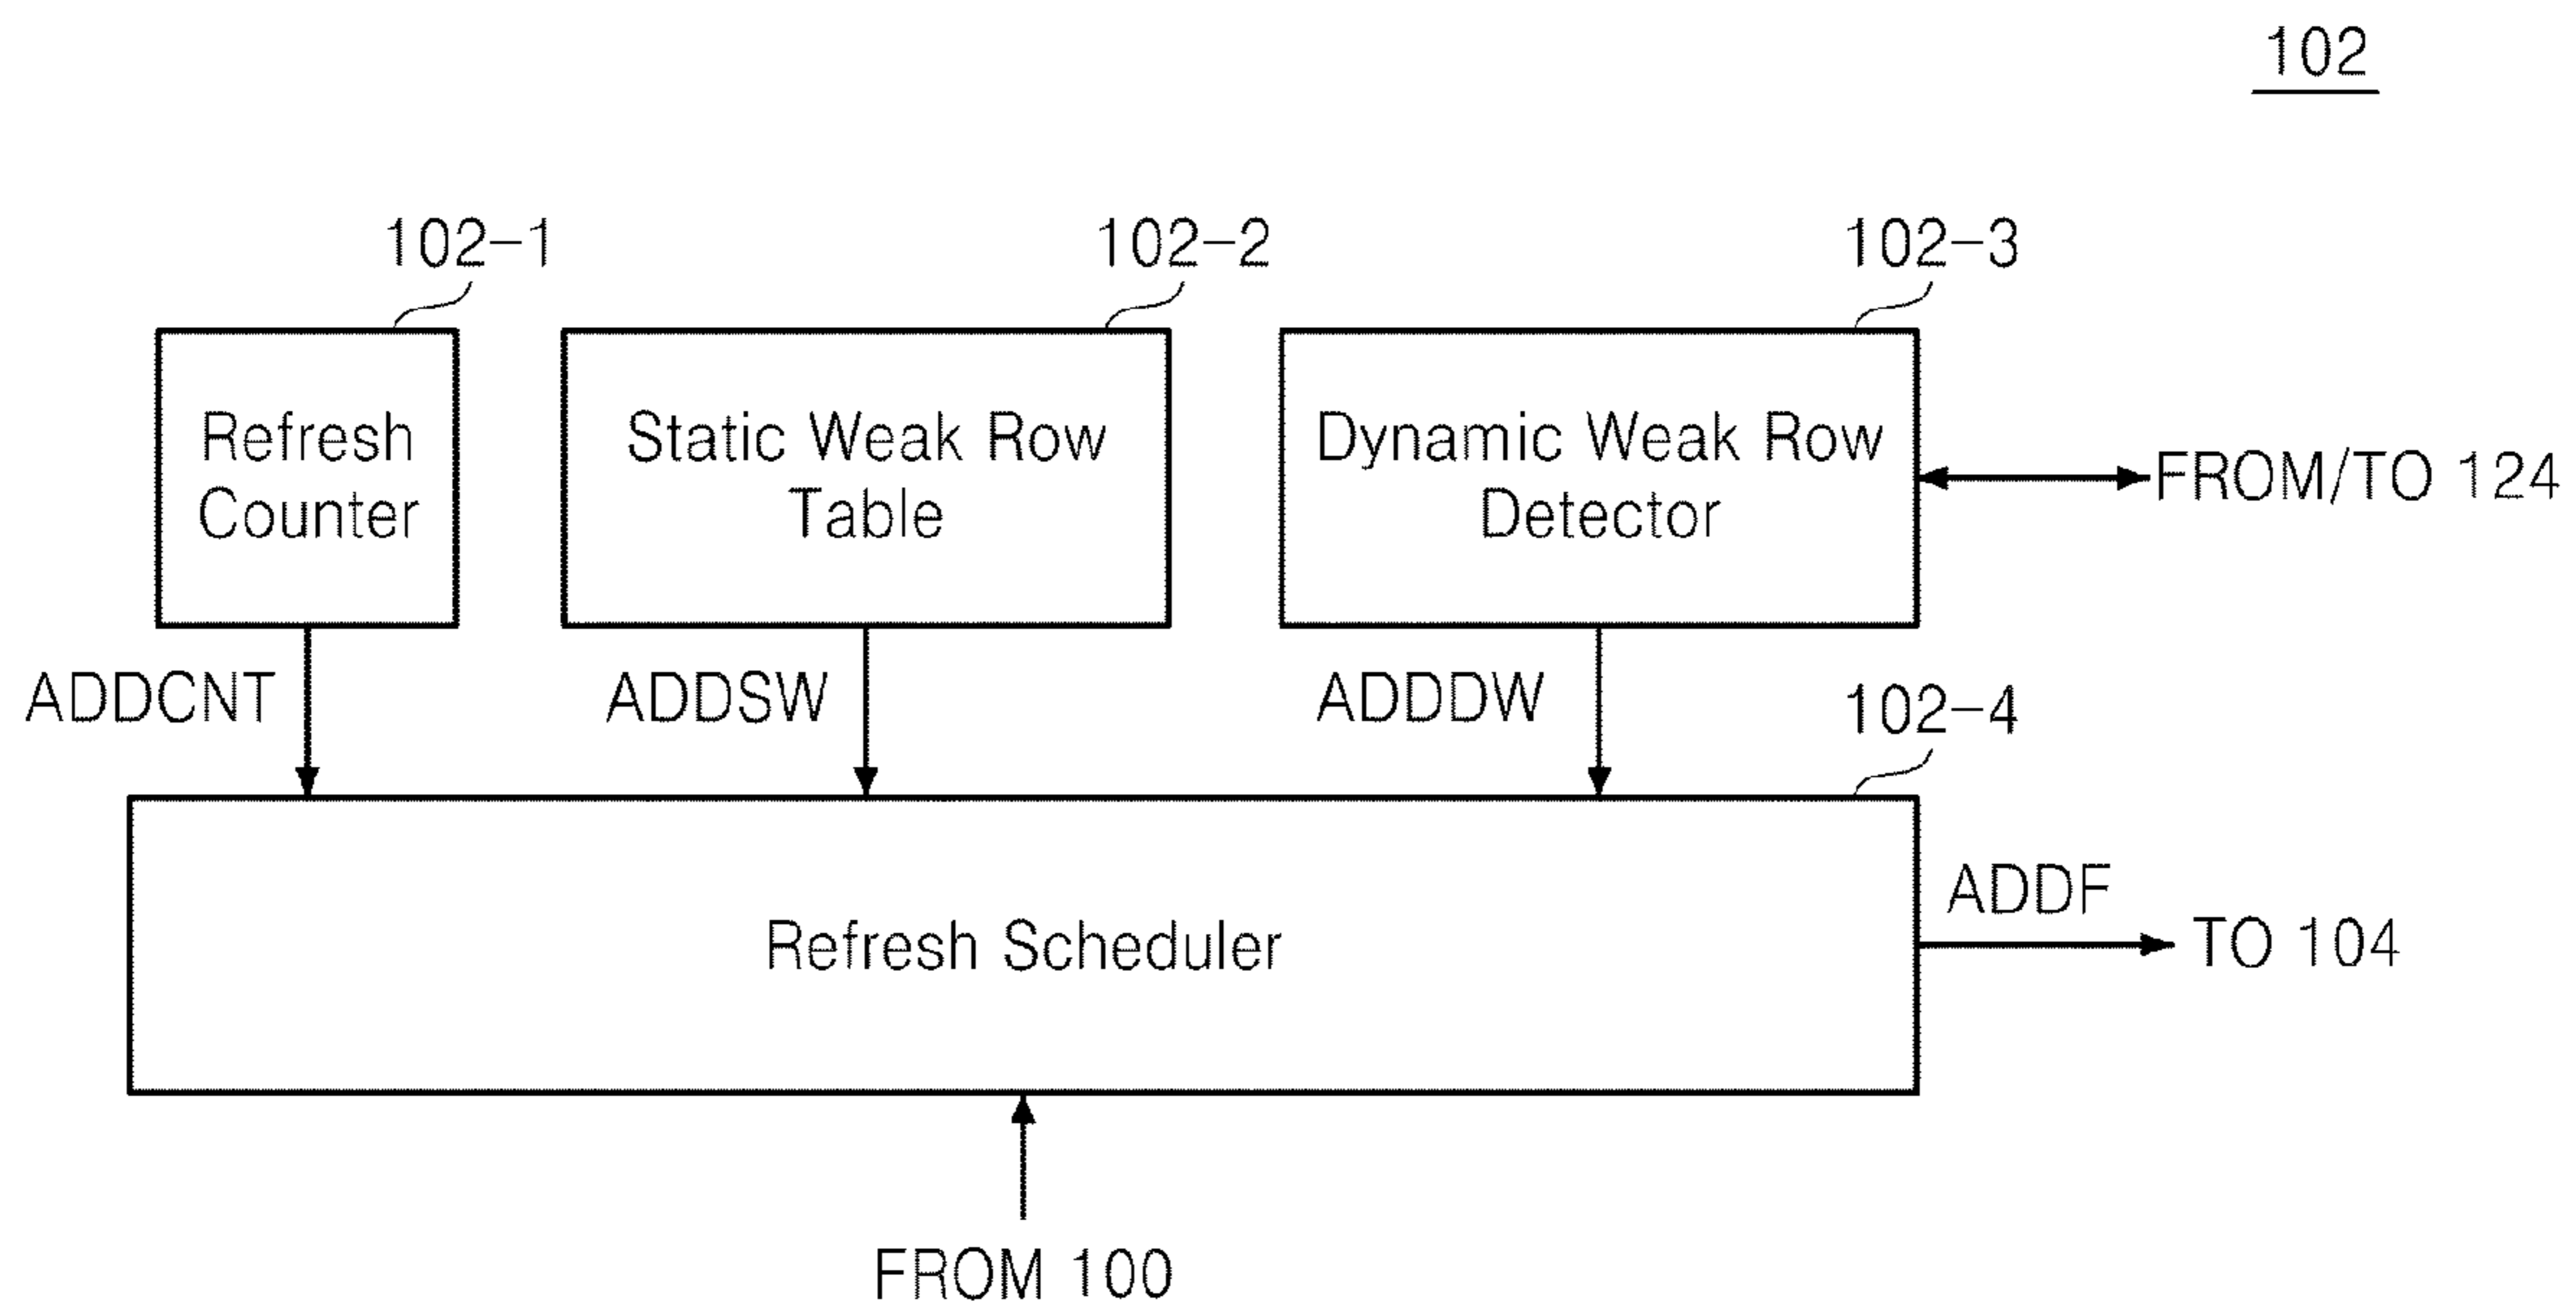 102
102-1
102-2
102-3
Refresh
Counter
Static Weak Row
Table
Dynamic Weak Row
Detector
FROM/TO 124
ADDCNT
ADDSW
ADDDW
102-4
Refresh Scheduler
ADDF
TO 104
FROM 100